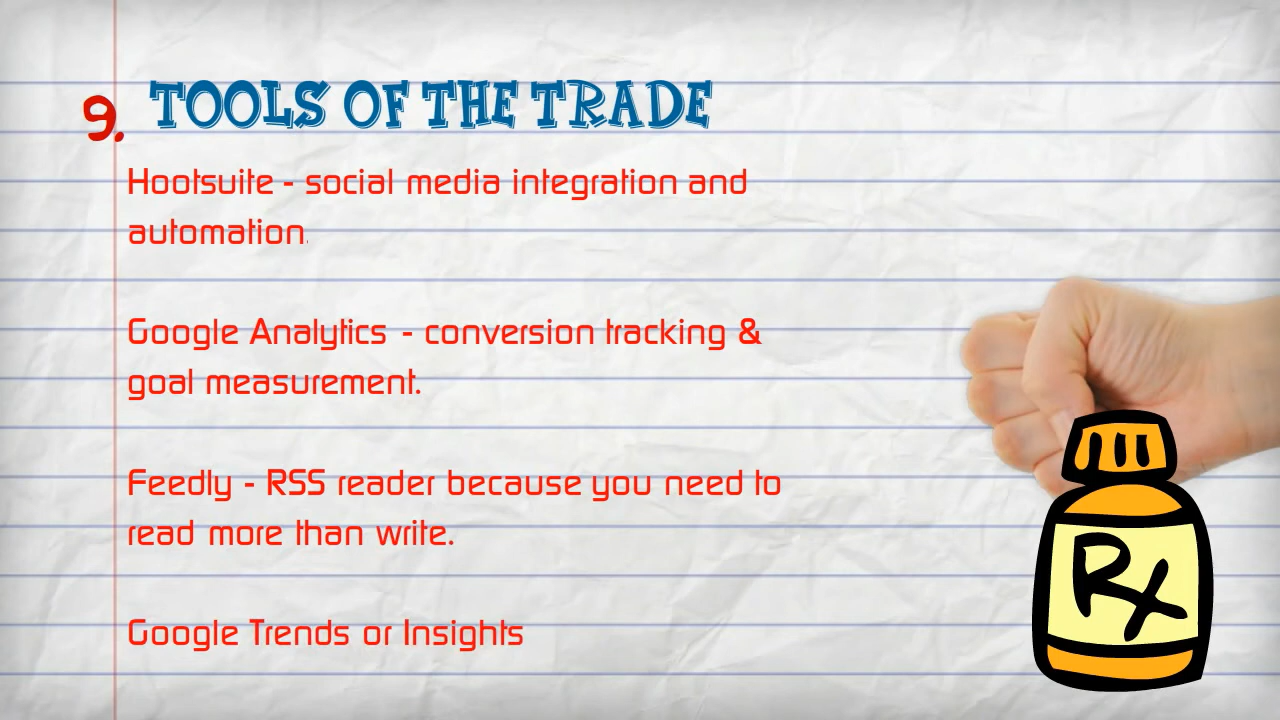 9. TOOLS OF THE TRADE
Hootsuite - social media integration and
automation.
Google Analytics - conversion tracking &
goal measurement.
Feedly - RSS reader because you need to
read more than write.
Google Trends or Insights
Rx